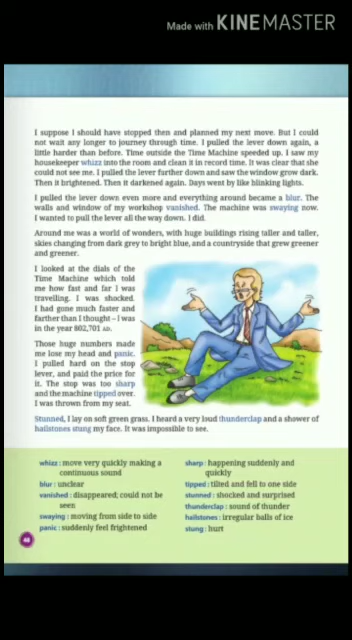 Made with KINEMASTER
I suppose I should have stopped then and planned my next move. But I could
not wait any longer to journey through time. I pulled the lever down again, a
little harder than before. Time outside the Time Machine speeded up. I saw my
housekeeper whizz into the room and clean it in record time. It was clear that she
could not see me. I pulled the lever further down and saw the window grow dark.
Then it brightened. Then it darkened again. Days went by like blinking lights.
I pulled the lever down even more and everything around became a blur. The
walls and window of my workshop vanished. The machine was swaying now.
I wanted to pull the lever all the way down. I did.
Around me was a world of wonders, with huge buildings rising taller and taller,
skies changing from dark grey to bright blue, and a countryside that grew greener
and greener.
I looked at the dials of the
Time Machine which told
me how fast and far I was
travelling. I was shocked.
I had gone much faster and
farther than I thought – I was
in the year 802,701 AD.
Those huge numbers made
me lose my head and panic.
I pulled hard on the stop
lever, and paid the price for
it. The stop was too sharp
and the machine tipped over.
I was thrown from my seat.
Stunned, I lay on soft green grass. I heard a very loud thunderclap and a shower of
hailstones stung my face. It was impossible to see.
whizz : move very quickly making a
continuous sound
blur : unclear
vanished : disappeared; could not be
seen
swaying : moving from side to side
panic : suddenly feel frightened
sharp : happening suddenly and
quickly
tipped : tilted and fell to one side
stunned : shocked and surprised
thunderclap : sound of thunder
hailstones : irregular balls of ice
stung : hurt
48